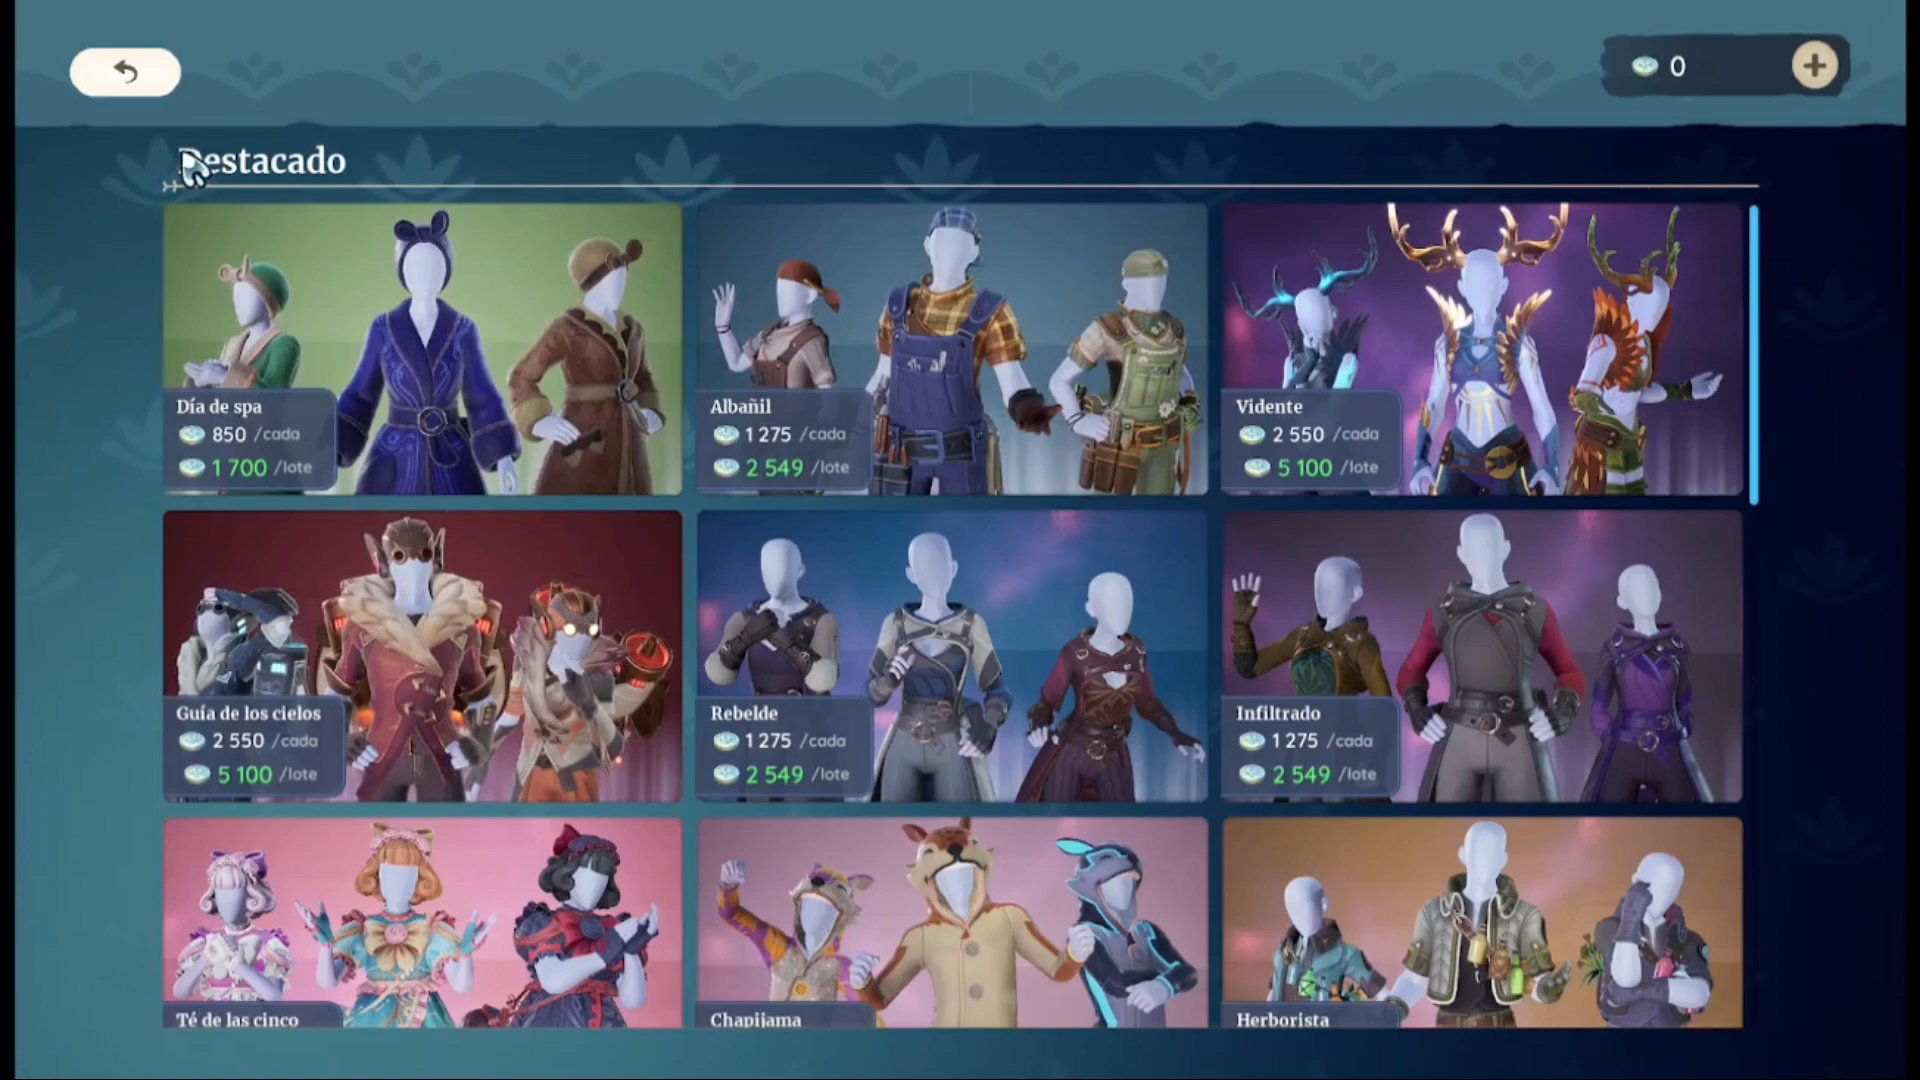 0
Destacado
Día de spa
850 /cada
1 700 /lote
Albañil
1 275 /cada
2 549 /lote
Vidente
2 550 /cada
5 100 /lote
Guía de los cielos
2 550 /cada
5 100 /lote
Rebelde
1 275 /cada
2 549 /lote
Infiltrado
1 275 /cada
2 549 /lote
Té de las cinco
Chapijama
Herborista